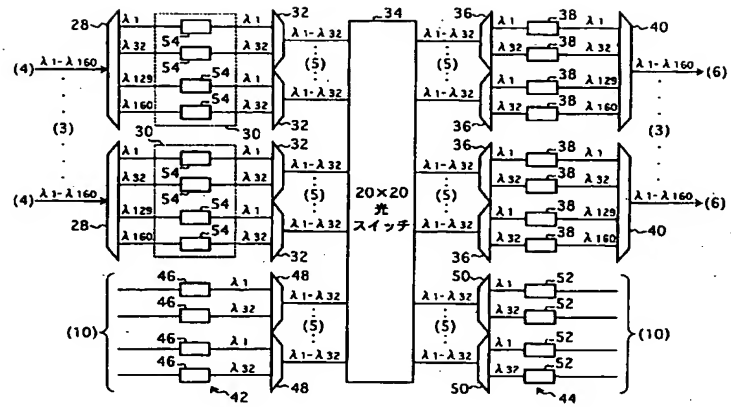 28 λ1 54 λ1 32 34 36 λ1 38 λ1 40
λ32 54 λ32 λ1-λ32 λ1-λ32 λ32 38 λ32
(4) λ1-λ160 54 (5) (5) 38 λ1-λ160 (6)
λ129 54 λ1 λ1 λ129
λ160 λ32 λ1-λ32 λ1-λ32 λ32 38 λ160
(3) 30 30 32 36 (3)
28 λ1 λ1 32 36 λ1 38 λ1 40
λ32 54 λ32 λ1-λ32 λ1-λ32 λ32 38 λ32
(4) λ1-λ160 54 (5) (5) 38 λ1-λ160 (6)
λ129 54 λ1 λ1 λ129
λ160 54 λ32 λ1-λ32 λ1-λ32 λ32 38 λ160
32 36
20×20
光
スイッチ
46 λ1 48 50 λ1 52
46 λ32 λ1-λ32 λ1-λ32 λ32 52
(10) 46 λ1 (5) (5) λ1 52 (10)
46 λ32 λ1-λ32 λ1-λ32 λ37 52
42 48 50 44